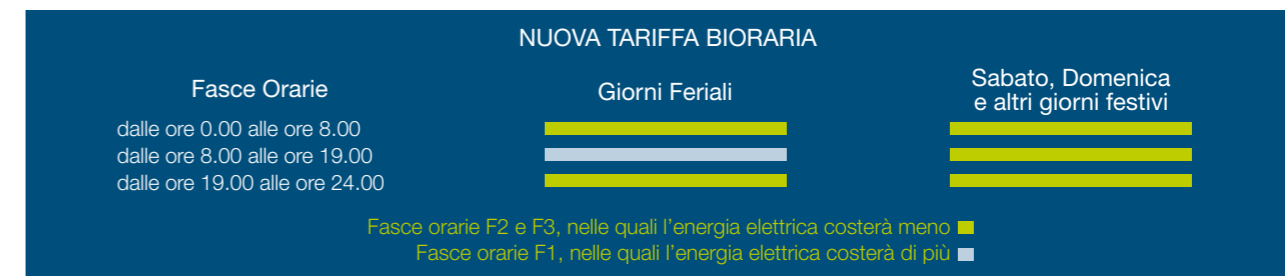 NUOVA TARIFFA BIORARIA
Fasce Orarie
Giorni Feriali
Sabato, Domenica
e altri giorni festivi
dalle ore 0.00 alle ore 8.00
dalle ore 8.00 alle ore 19.00
dalle ore 19.00 alle ore 24.00
Fasce orarie F2 e F3, nelle quali l’energia elettrica costerà meno
Fasce orarie F1, nelle quali l’energia elettrica costerà di più